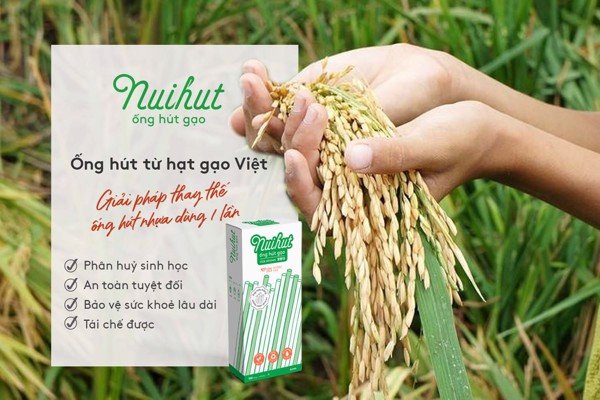 Nuihut
ống hút gạo
Ống hút từ hạt gạo Việt
Giải pháp thay thế
ống hút nhựa dùng 1 lần
Phân huỷ sinh học
An toàn tuyệt đối
Bảo vệ sức khoẻ lâu dài
Tái chế được
Nuihut
ống hút gạo